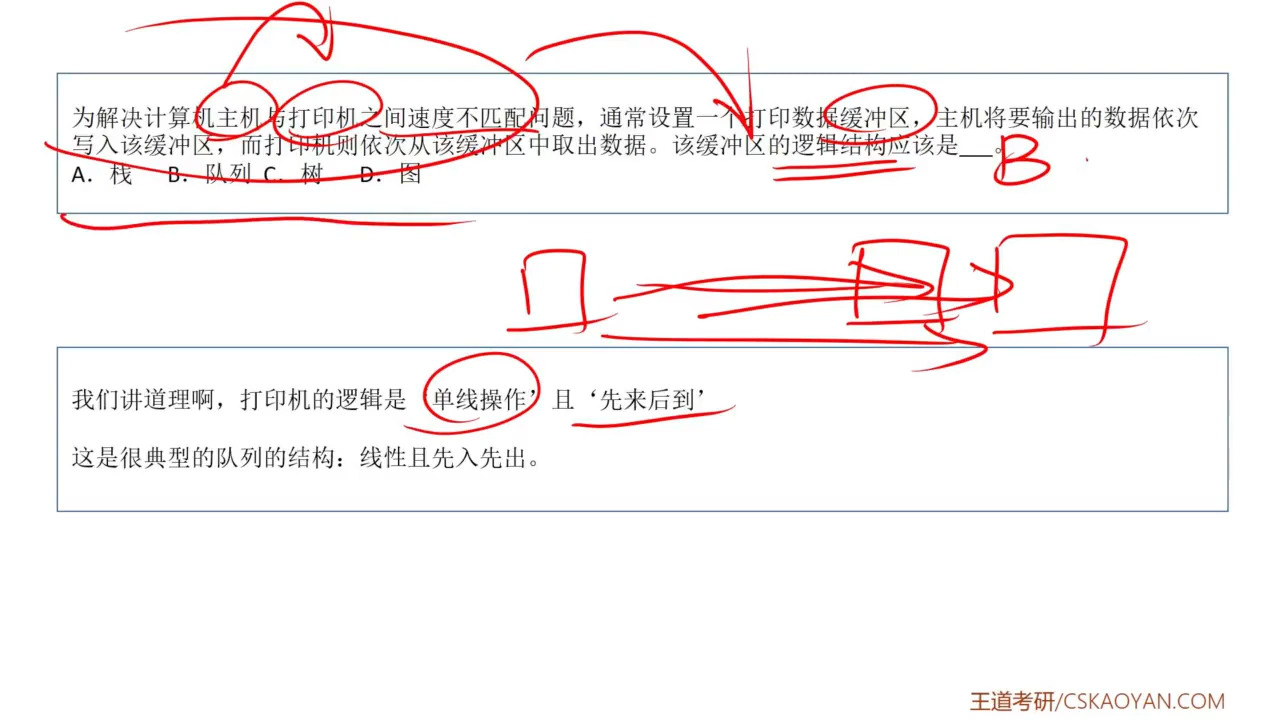 为解决计算机主机与打印机之间速度不匹配问题，通常设置一个打印数据缓冲区，主机将要输出的数据依次
写入该缓冲区，而打印机则依次从该缓冲区中取出数据。该缓冲区的逻辑结构应该是___。B
A．栈 B．队列 C．树 D．图
我们讲道理啊，打印机的逻辑是‘单线操作’且‘先来后到’
这是很典型的队列的结构：线性且先入先出。
王道考研/CSKAOYAN.COM